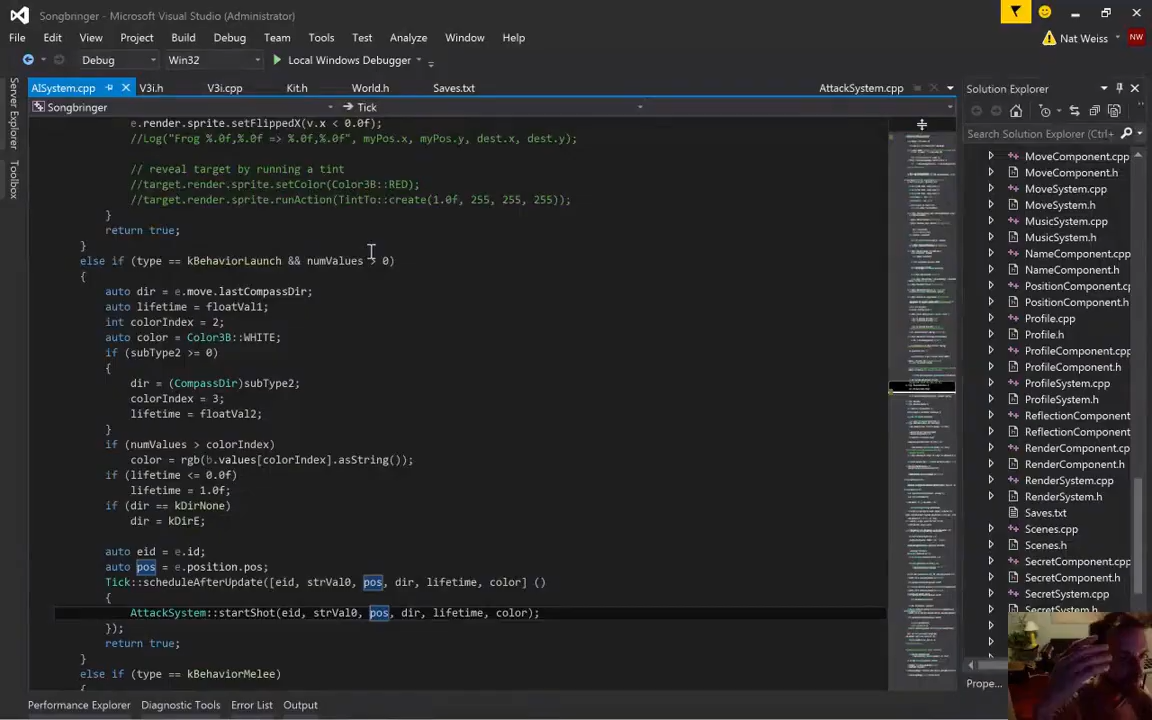 Songbringer - Microsoft Visual Studio (Administrator)
File Edit View Project Build Debug Team Tools Test Analyze Window Help
Nat Weiss NW
Debug Win32 Local Windows Debugger
AISystem.cpp V3i.h V3i.cpp Kit.h World.h Saves.txt AttackSystem.cpp
Solution Explorer
Songbringer Tick
Search Solution Explorer (Ctrl+
Server Explorer
Toolbox
e.render.sprite.setFlippedX(v.x < 0.0f);
//Log("Frog %.0f,%.0f => %.0f,%.0f", myPos.x, myPos.y, dest.x, dest.y);
// reveal target by running a tint
//target.render.sprite.setColor(Color3B::RED);
//target.render.sprite.runAction(TintTo::create(1.0f, 255, 255, 255));
}
return true;
}
else if (type == kBehaviorLaunch && numValues > 0)
{
auto dir = e.move.lastCompassDir;
auto lifetime = floatVal1;
int colorIndex = 2;
auto color = Color3B::WHITE;
if (subType2 >= 0)
{
dir = (CompassDir)subType2;
colorIndex = 3;
lifetime = floatVal2;
}
if (numValues > colorIndex)
color = rgb(b.values[colorIndex].asString());
if (lifetime <= 0.0f)
lifetime = 1.0f;
if (dir == kDirNone)
dir = kDirE;
auto eid = e.id;
auto pos = e.position.pos;
Tick::scheduleAfterUpdate([eid, strVal0, pos, dir, lifetime, color] ()
{
AttackSystem::startShot(eid, strVal0, pos, dir, lifetime, color);
});
return true;
}
else if (type == kBehaviorMelee)
{
MoveComponent.cpp
MoveComponent.h
MoveSystem.cpp
MoveSystem.h
MusicSystem.cpp
MusicSystem.h
NameComponent.cpp
NameComponent.h
PositionComponent.cp
PositionComponent.h
Profile.cpp
Profile.h
ProfileComponent.cpp
ProfileComponent.h
ProfileSystem.cpp
ProfileSystem.h
ReflectionComponent
ReflectionComponent
RenderComponent.cp
RenderComponent.h
RenderSystem.cpp
RenderSystem.h
Saves.txt
Scenes.cpp
Scenes.h
SecretComponent.cpp
SecretComponent.h
SecretSystem.cpp
SecretSystem.h
Prope...
Performance Explorer Diagnostic Tools Error List Output